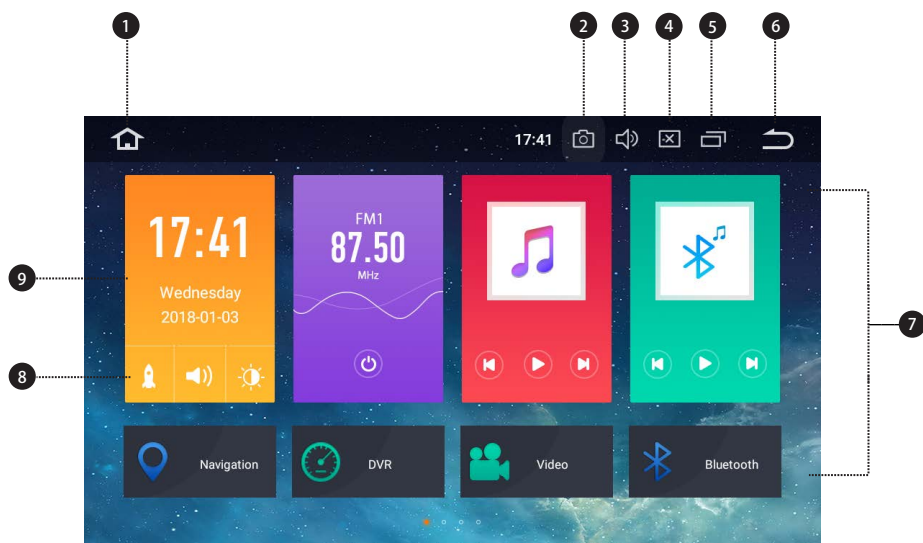 1
2
3
4
5
6
17:41
17:41
Wednesday
2018-01-03
FM1
87.50
MHz
9
7
8
Navigation
DVR
Video
Bluetooth